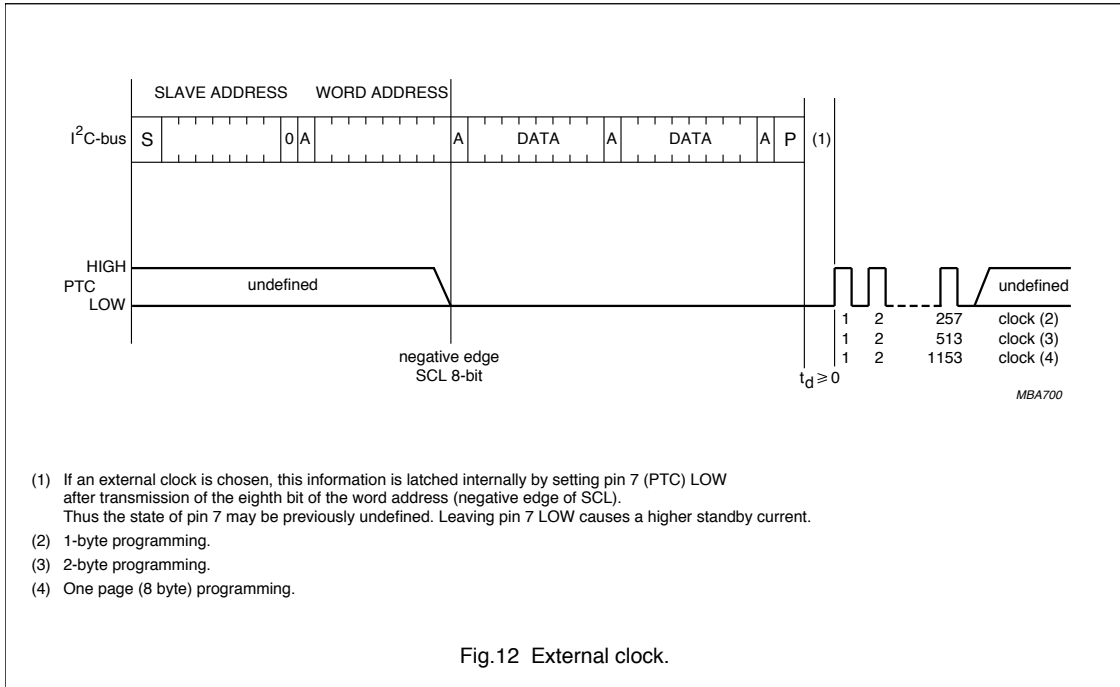 SLAVE ADDRESS WORD ADDRESS
I2C-bus S 0 A A DATA A DATA A P (1)
HIGH
PTC undefined undefined
LOW
1 2 257 clock (2)
1 2 513 clock (3)
1 2 1153 clock (4)
negative edge
SCL 8-bit
td ≥ 0
MBA700
(1) If an external clock is chosen, this information is latched internally by setting pin 7 (PTC) LOW
after transmission of the eighth bit of the word address (negative edge of SCL).
Thus the state of pin 7 may be previously undefined. Leaving pin 7 LOW causes a higher standby current.
(2) 1-byte programming.
(3) 2-byte programming.
(4) One page (8 byte) programming.
Fig.12 External clock.